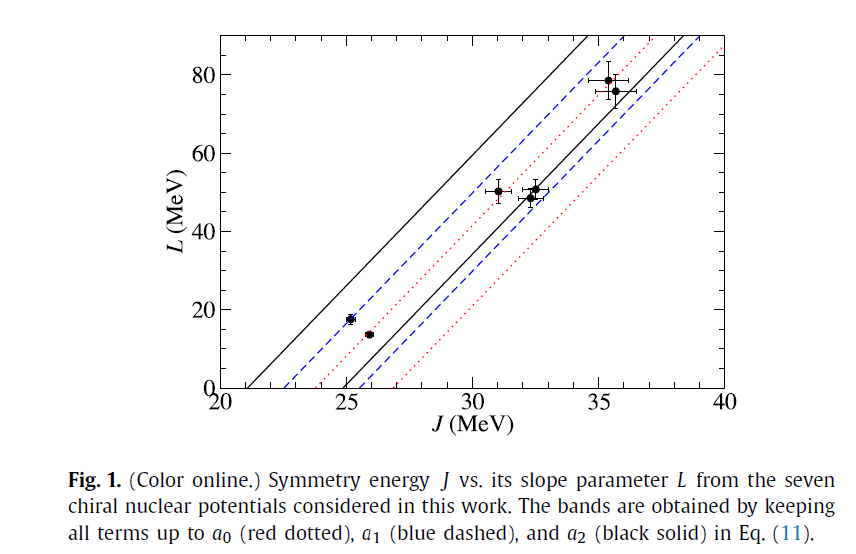 80
60
40
20
0
L (MeV)
20 25 30 35 40
J (MeV)
Fig. 1. (Color online.) Symmetry energy J vs. its slope parameter L from the seven
chiral nuclear potentials considered in this work. The bands are obtained by keeping
all terms up to a0 (red dotted), a1 (blue dashed), and a2 (black solid) in Eq. (11).